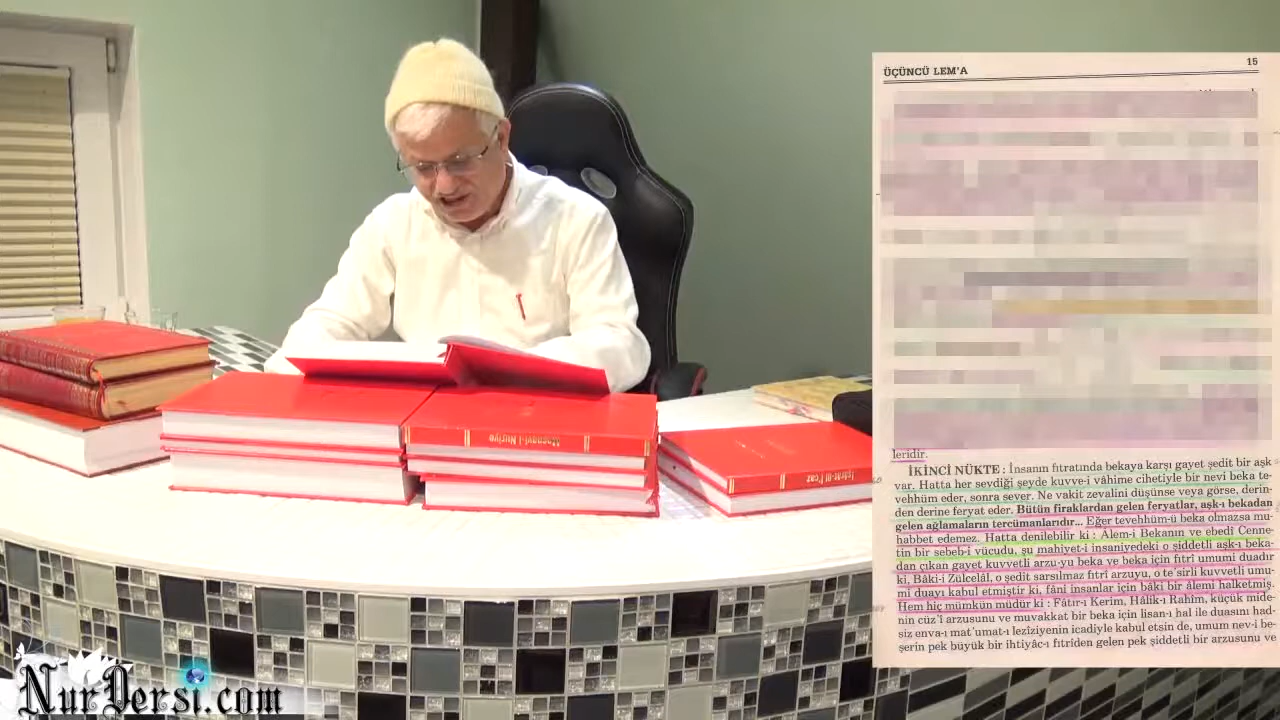 ÜÇÜNCÜ LEM'A 15
leridir.
İKİNCİ NÜKTE : İnsanın fıtratında bekaya karşı gayet şedit bir aşk
var. Hatta her sevdiği şeyde kuvve-i vâhime cihetiyle bir nevi beka te-
vehhüm eder, sonra sever. Ne vakit zevalini düşünse veya görse, derin-
den derine feryat eder. Bütün firaklardan gelen feryatlar, aşk-ı bekadan
gelen ağlamaların tercümanlarıdır... Eğer tevehhüm-ü beka olmazsa mu-
habbet edemez. Hatta denilebilir ki : Âlem-i Bekanın ve ebedî Cenne-
tin bir sebeb-i vücudu, şu mahiyet-i insaniyedeki o şiddetli aşk-ı beka-
dan çıkan gayet kuvvetli arzu-yu beka ve beka için fıtrî umumî duadır
ki, Bâki-i Zülcelâl, o şedit sarsılmaz fıtrî arzuyu, o te'sirli kuvvetli umu-
mî duayı kabul etmiştir ki, fâni insanlar için bâki bir âlemi halketmiş.
Hem hiç mümkün müdür ki : Fâtır-ı Kerim, Hâlik-ı Rahîm, küçük mide-
nin cüz'î arzusunu ve muvakkat bir beka için lisan-ı hal ile duasını had-
siz enva-ı mat'umat-ı leziziyenin icadiyle kabul etsin de, umum nev-i be-
şerin pek büyük bir ihtiyâc-ı fıtriden gelen pek şiddetli bir arzusunu ve
Mesnevî-i Nuriye
İşârât-ül İ'caz
NurDersi.com